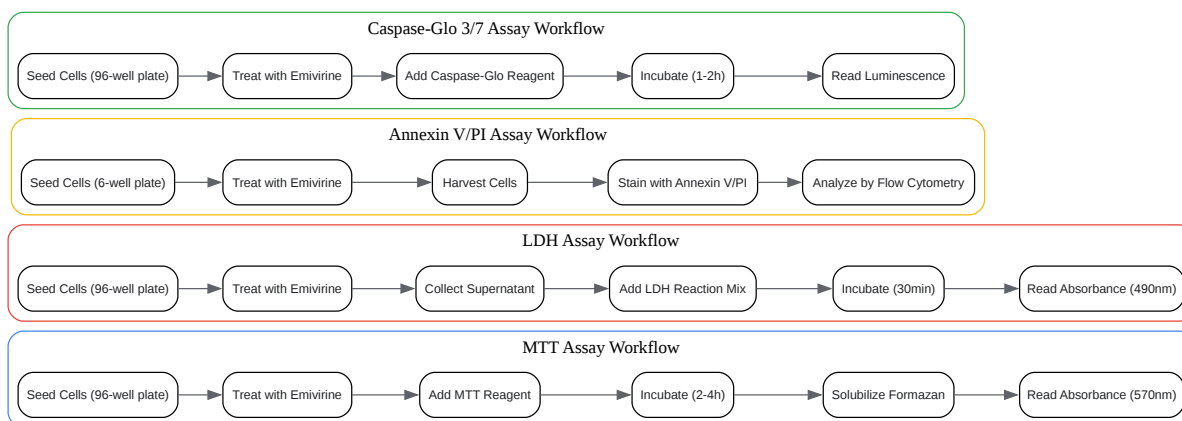 Caspase-Glo 3/7 Assay Workflow
Seed Cells (96-well plate)
Treat with Emivirine
Add Caspase-Glo Reagent
Incubate (1-2h)
Read Luminescence
Annexin V/PI Assay Workflow
Seed Cells (6-well plate)
Treat with Emivirine
Harvest Cells
Stain with Annexin V/PI
Analyze by Flow Cytometry
LDH Assay Workflow
Seed Cells (96-well plate)
Treat with Emivirine
Collect Supernatant
Add LDH Reaction Mix
Incubate (30min)
Read Absorbance (490nm)
MTT Assay Workflow
Seed Cells (96-well plate)
Treat with Emivirine
Add MTT Reagent
Incubate (2-4h)
Solubilize Formazan
Read Absorbance (570nm)